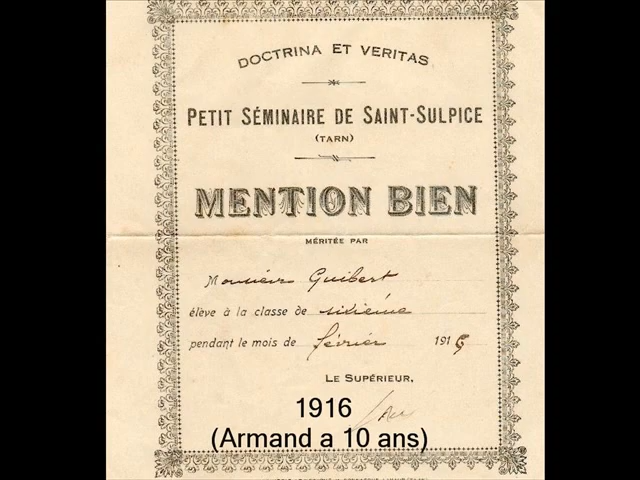 DOCTRINA ET VERITAS
PETIT SÉMINAIRE DE SAINT-SULPICE
(TARN)
MENTION BIEN
MÉRITÉE PAR
Monsieur Guibert
élève à la classe de sixième
pendant le mois de février 1916
LE SUPÉRIEUR,
1916
(Armand a 10 ans)